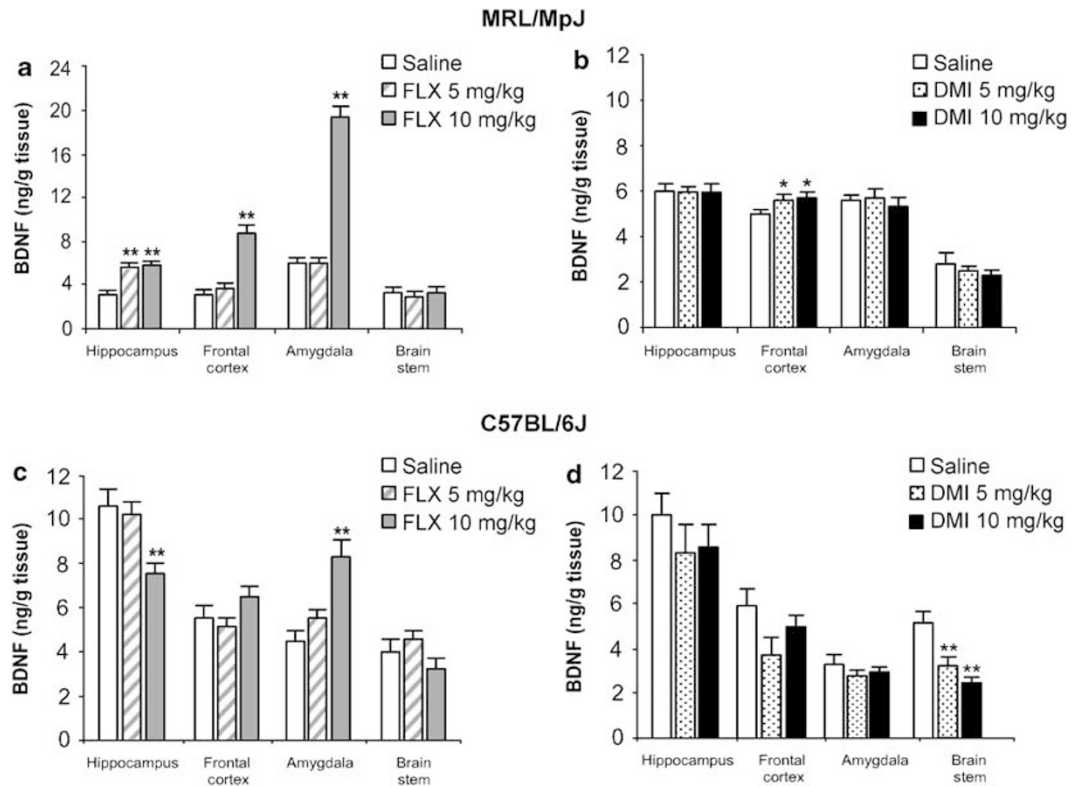 MRL/MpJ
a
Saline
FLX 5 mg/kg
FLX 10 mg/kg
BDNF (ng/g tissue)
24
20
16
12
8
4
0
** **
**
**
Hippocampus
Frontal
cortex
Amygdala
Brain
stem
b
Saline
DMI 5 mg/kg
DMI 10 mg/kg
BDNF (ng/g tissue)
12
10
8
6
4
2
0
* *
Hippocampus
Frontal
cortex
Amygdala
Brain
stem
C57BL/6J
c
Saline
FLX 5 mg/kg
FLX 10 mg/kg
BDNF (ng/g tissue)
12
10
8
6
4
2
0
**
**
Hippocampus
Frontal
cortex
Amygdala
Brain
stem
d
Saline
DMI 5 mg/kg
DMI 10 mg/kg
BDNF (ng/g tissue)
12
10
8
6
4
2
0
**
**
Hippocampus
Frontal
cortex
Amygdala
Brain
stem